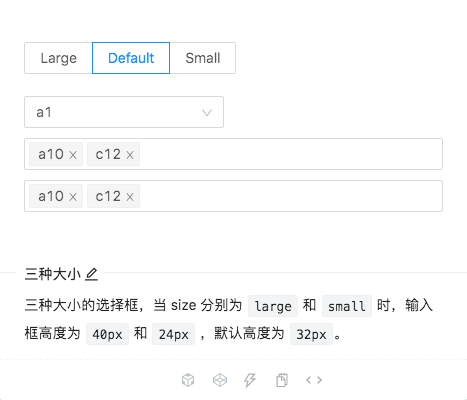 Large Default Small
a1
a10 x c12 x
a10 x c12 x
三种大小
三种大小的选择框，当 size 分别为 large 和 small 时，输入
框高度为 40px 和 24px ，默认高度为 32px 。